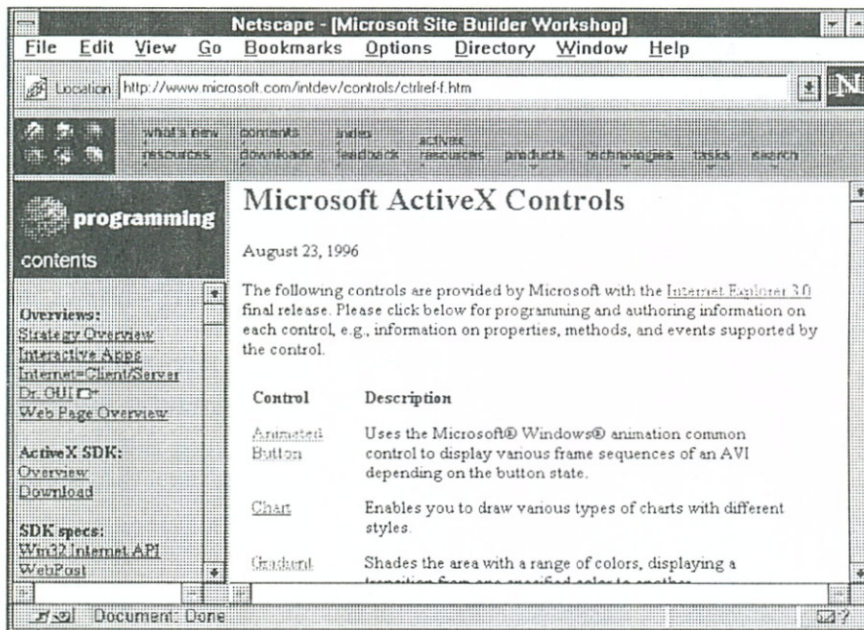 Netscape - [Microsoft Site Builder Workshop]
File Edit View Go Bookmarks Options Directory Window Help
Location http://www.microsoft.com/intdev/controls/ctrlref-f.htm
N
what's new contents index activex
resources downloads feedback resources products technologies tasks search
programming
contents
Overviews:
Strategy Overview
Interactive Apps
Internet=Client/Server
Dr. GUI
Web Page Overview
ActiveX SDK:
Overview
Download
SDK specs:
Win32 Internet API
WebPost
Microsoft ActiveX Controls
August 23, 1996
The following controls are provided by Microsoft with the Internet Explorer 3.0
final release. Please click below for programming and authoring information on
each control, e.g., information on properties, methods, and events supported by
the control.
Control Description
Animated Uses the Microsoft® Windows® animation common
Button control to display various frame sequences of an AVI
depending on the button state.
Chart Enables you to draw various types of charts with different
styles.
Gradient Shades the area with a range of colors, displaying a
transition from one specified color to another
Document: Done